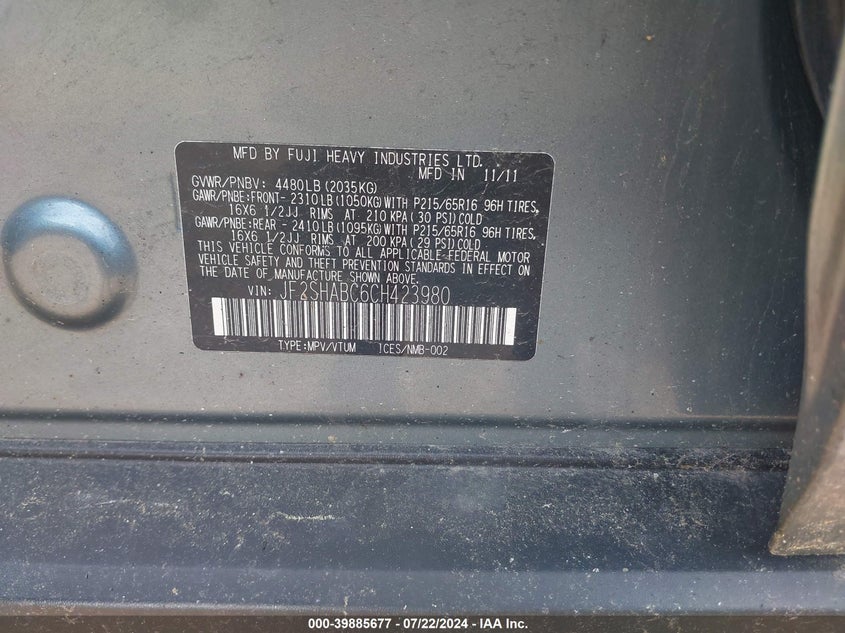 MFD BY FUJI HEAVY INDUSTRIES LTD.
MFD IN 11/11
GVWR/PNBV: 4480LB(2035KG)
GAWR/PNBE:FRONT- 2310LB(1050KG)WITH P215/65R16 96H TIRES,
16X6 1/2JJ RIMS AT 210 KPA(30 PSI)COLD
GAWR/PNBE:REAR - 2410LB(1095KG)WITH P215/65R16 96H TIRES,
16X6 1/2JJ RIMS AT 200 KPA(29 PSI)COLD
THIS VEHICLE CONFORMS TO ALL APPLICABLE FEDERAL MOTOR
VEHICLE SAFETY AND THEFT PREVENTION STANDARDS IN EFFECT ON
THE DATE OF MANUFACTURE SHOWN ABOVE.
VIN: JF2SHABC6CH423980
TYPE:MPV/VTUM ICES/NMB-002
000-39885677 / 07/22/2024 - IAA Inc.